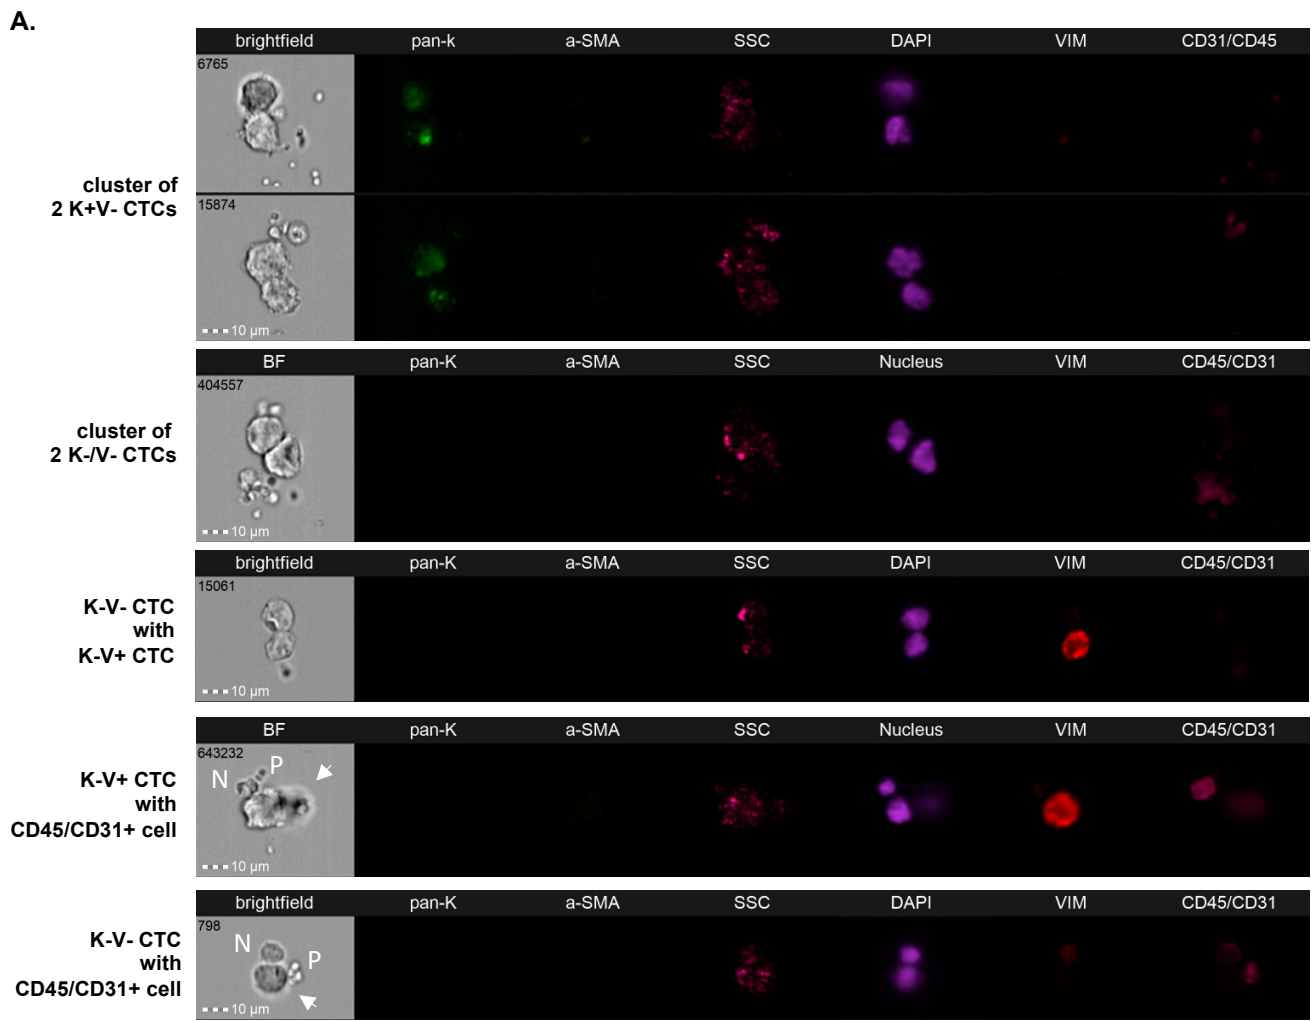 A.
brightfield pan-k a-SMA SSC DAPI VIM CD31/CD45
6765
cluster of
2 K+V- CTCs
15874
10 µm
BF pan-K a-SMA SSC Nucleus VIM CD45/CD31
404557
cluster of
2 K-/V- CTCs
10 µm
brightfield pan-K a-SMA SSC DAPI VIM CD45/CD31
15061
K-V- CTC
with
K-V+ CTC
10 µm
BF pan-K a-SMA SSC Nucleus VIM CD45/CD31
643232
N P
K-V+ CTC
with
CD45/CD31+ cell
10 µm
brightfield pan-K a-SMA SSC DAPI VIM CD45/CD31
798
N P
K-V- CTC
with
CD45/CD31+ cell
10 µm